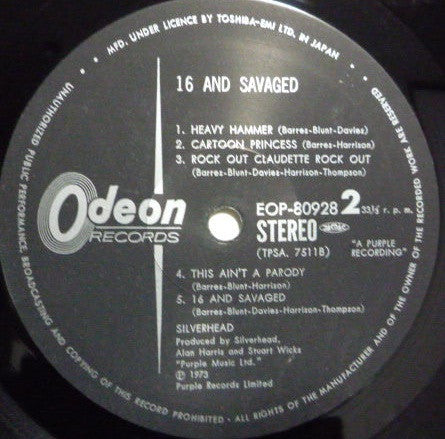 MFD. UNDER LICENCE BY TOSHIBA-EMI LTD. IN JAPAN
16 AND SAVAGED
1. HEAVY HAMMER (Barres-Blunt-Davies)
2. CARTOON PRINCESS (Barres-Harrison)
3. ROCK OUT CLAUDETTE ROCK OUT
(Barres-Blunt-Davies-Harrison-Thompson)
Odeon
RECORDS
EOP-80928 2 33⅓ r. p. m.
STEREO
(TPSA. 7511B)
"A PURPLE
RECORDING"
4. THIS AIN'T A PARODY
(Barres-Blunt-Harrison)
5. 16 AND SAVAGED
(Barres-Blunt-Davies-Harrison-Thompson)
SILVERHEAD
Produced by Silverhead,
Alan Harris and Stuart Wicks
"Purple Music Ltd."
Ⓟ 1973
Purple Records Limited
UNAUTHORIZED PUBLIC PERFORMANCE, BROADCASTING AND COPYING OF THIS RECORD PROHIBITED - ALL RIGHTS OF THE MANUFACTURER AND OF THE OWNER OF THE RECORDED WORK ARE RESERVED